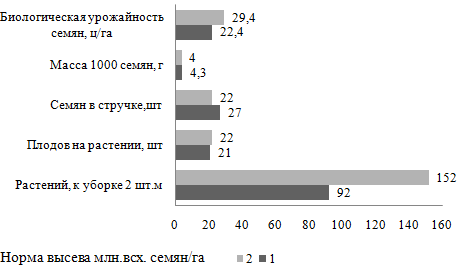 Биологическая урожайность
семян, ц/га
29,4
22,4
Масса 1000 семян, г
4
4,3
Семян в стручке,шт
22
27
Плодов на растении, шт
22
21
Растений, к уборке 2 шт.м
152
92
0 20 40 60 80 100 120 140 160
Норма высева млн.всх. семян/га 2 1